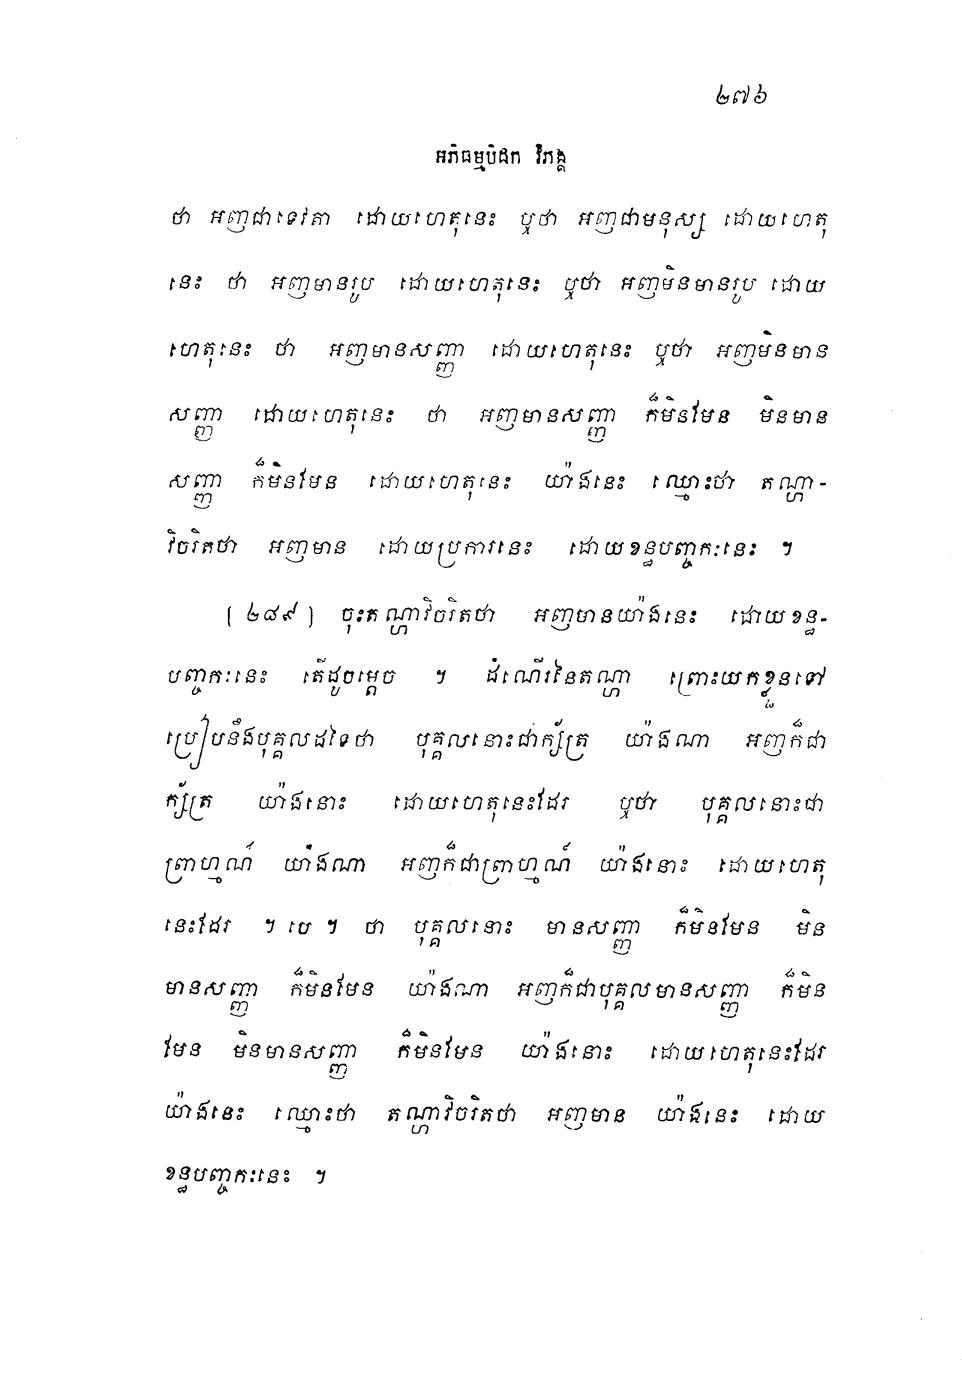 ២៧៦
អភិធម្មបិដក វិភង្គ
ថា អញជាទេវតា ដោយហេតុនេះ ឬថា អញជាមនុស្ស ដោយហេតុ
នេះ ថា អញមានរូប ដោយហេតុនេះ ឬថា អញមិនមានរូប ដោយ
ហេតុនេះ ថា អញមានសញ្ញា ដោយហេតុនេះ ឬថា អញមិនមាន
សញ្ញា ដោយហេតុនេះ ថា អញមានសញ្ញា ក៏មិនមែន មិនមាន
សញ្ញា ក៏មិនមែន ដោយហេតុនេះ យ៉ាងនេះ ឈ្មោះថា តណ្ហា-
វិចរិតថា អញមាន ដោយប្រការនេះ ដោយខន្ធបញ្ចកៈនេះ ។
[២៨៩] ចុះតណ្ហាវិចរិតថា អញមានយ៉ាងនេះ ដោយខន្ធ-
បញ្ចកៈនេះ តើដូចម្តេច ។ ដំណើរនៃតណ្ហា ព្រោះយកខ្លួនទៅ
ប្រៀបនឹងបុគ្គលដទៃថា បុគ្គលនោះជាក្ស័ត្រ យ៉ាងណា អញក៏ជា
ក្ស័ត្រ យ៉ាងនោះ ដោយហេតុនេះដែរ ឬថា បុគ្គលនោះជា
ព្រាហ្មណ៍ យ៉ាងណា អញក៏ជាព្រាហ្មណ៍ យ៉ាងនោះ ដោយហេតុ
នេះដែរ ។ បេ ។ ថា បុគ្គលនោះ មានសញ្ញា ក៏មិនមែន មិន
មានសញ្ញា ក៏មិនមែន យ៉ាងណា អញក៏ជាបុគ្គលមានសញ្ញា ក៏មិន
មែន មិនមានសញ្ញា ក៏មិនមែន យ៉ាងនោះ ដោយហេតុនេះដែរ
យ៉ាងនេះ ឈ្មោះថា តណ្ហាវិចរិតថា អញមាន យ៉ាងនេះ ដោយ
ខន្ធបញ្ចកៈនេះ ។